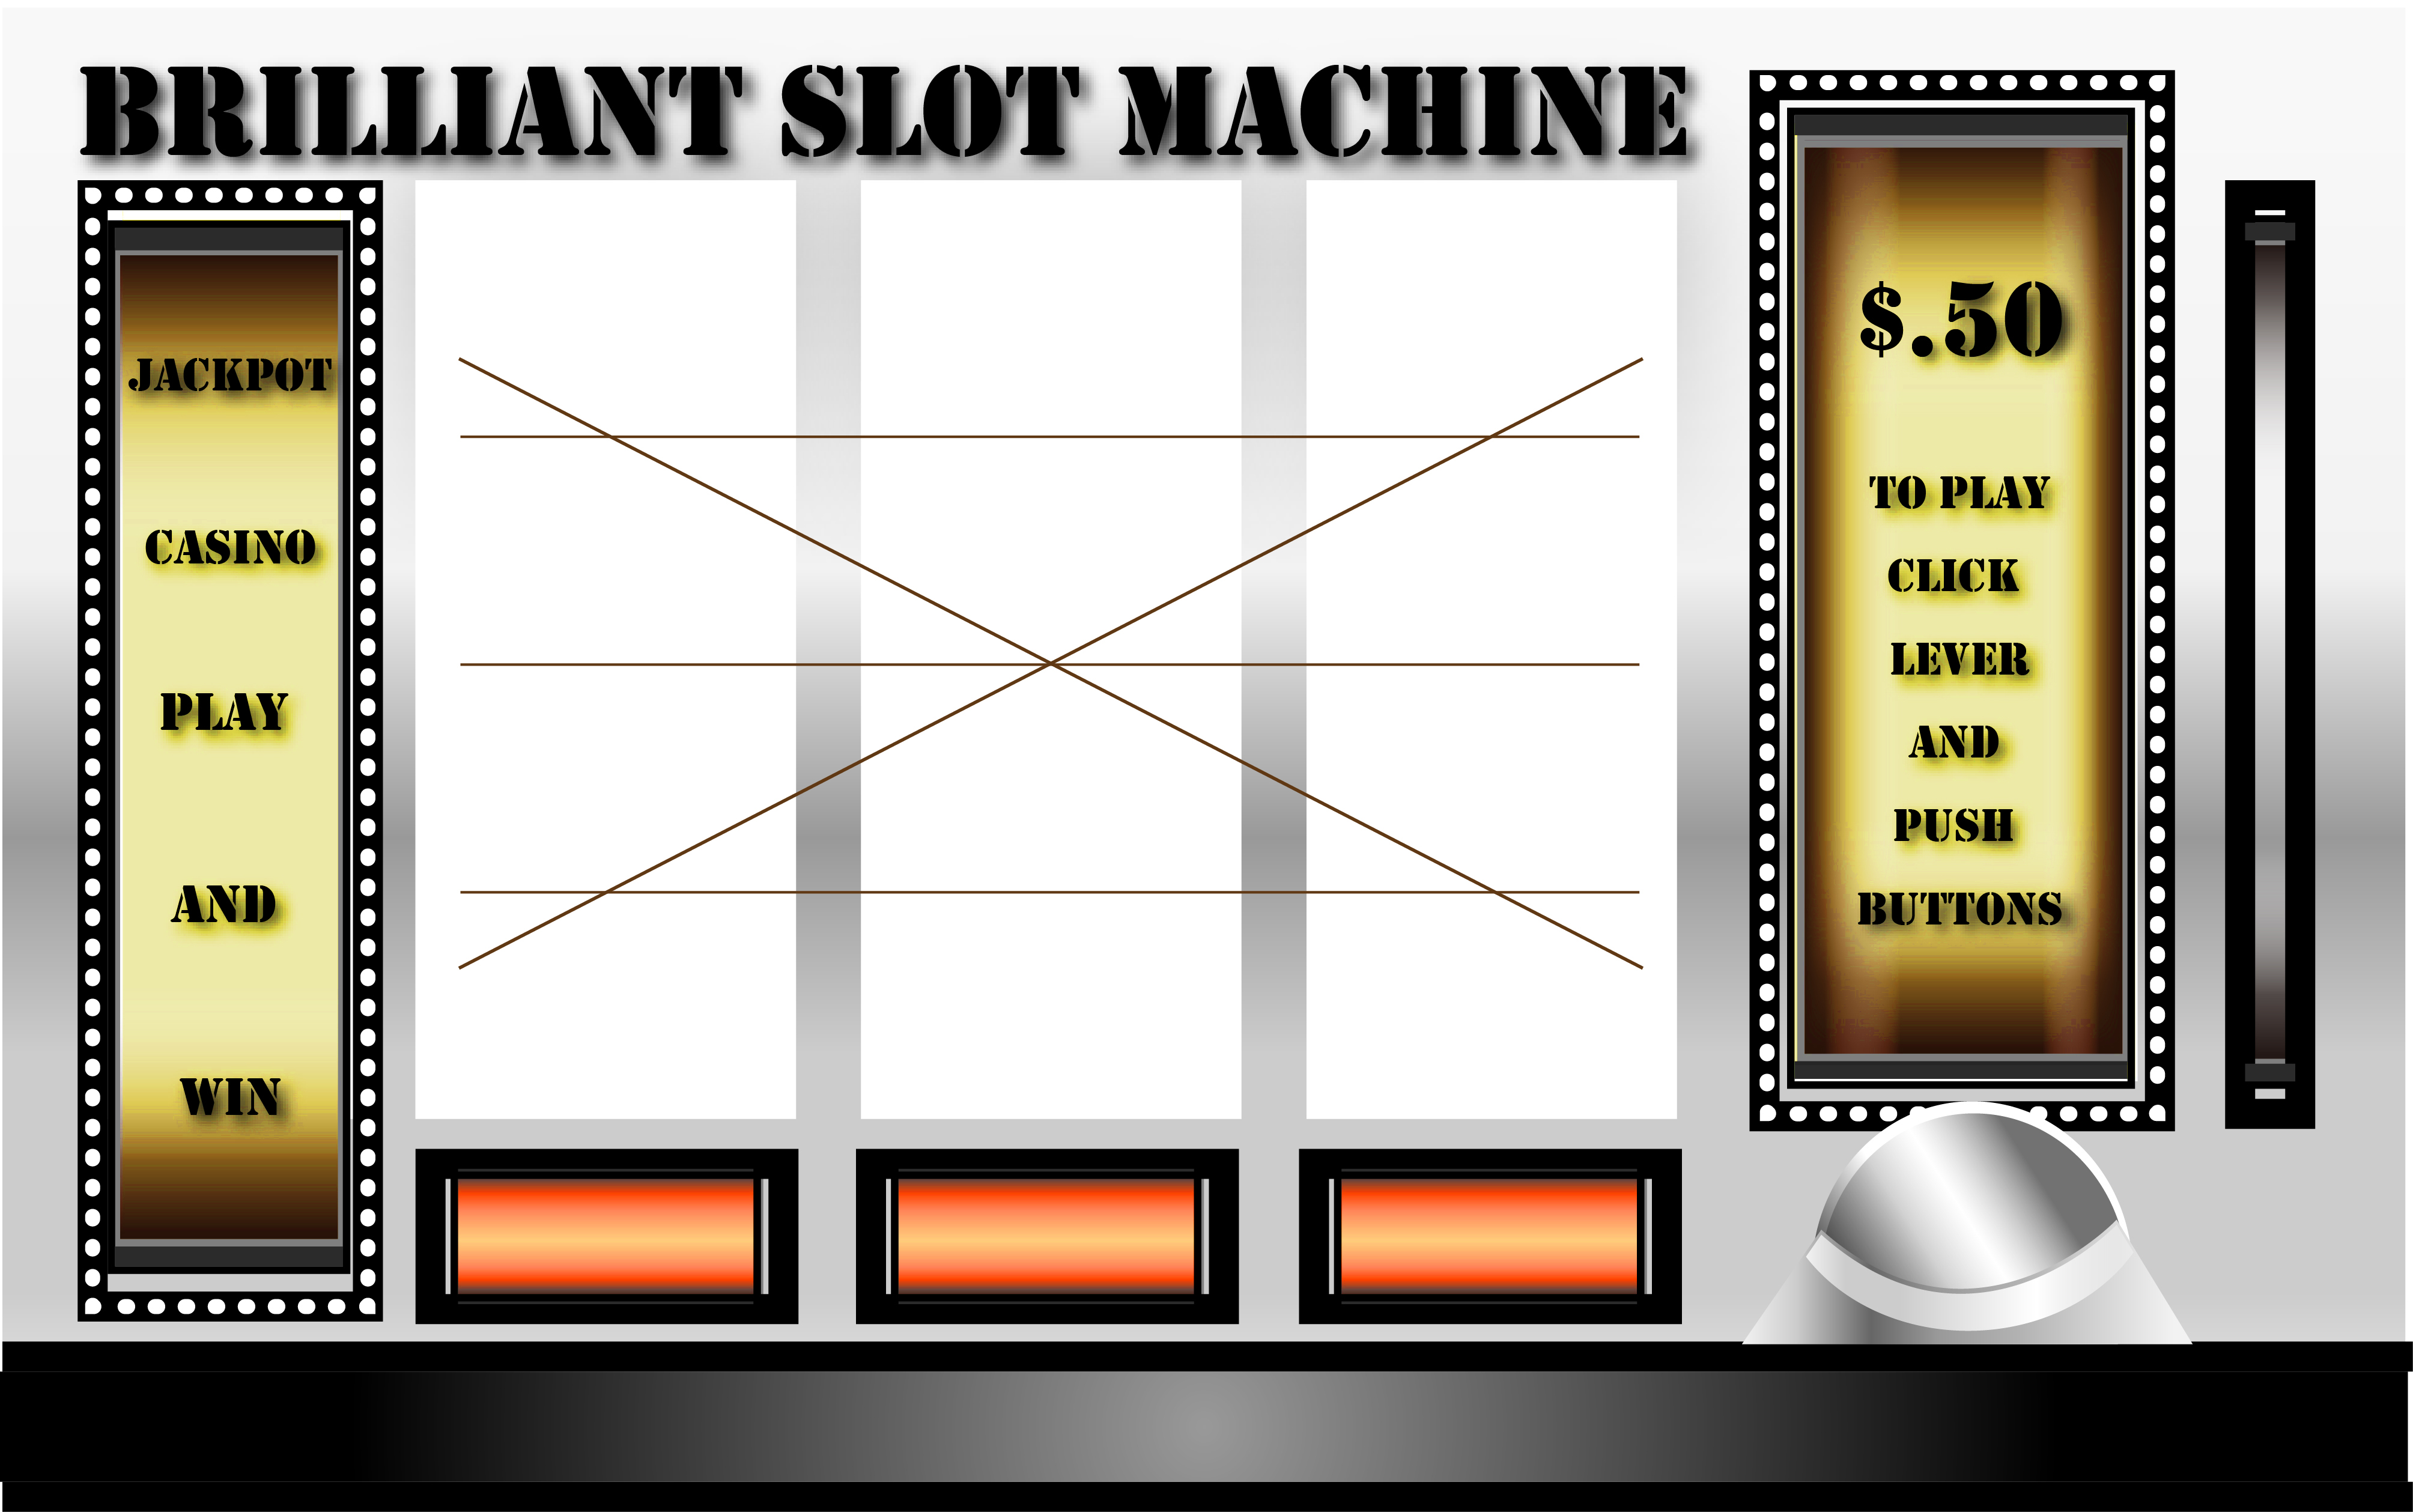 BRILLIANT SLOT MACHINE
JACKPOT
CASINO
PLAY
AND
WIN
$.50
TO PLAY
CLICK
LEVER
AND
PUSH
BUTTONS